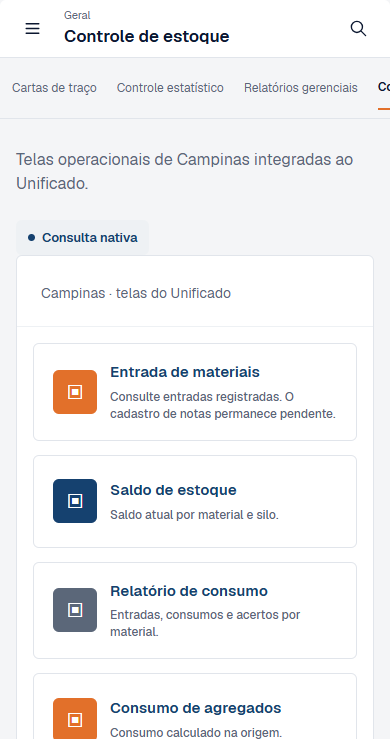 Geral
Controle de estoque
Cartas de traço
Controle estatístico
Relatórios gerenciais
Telas operacionais de Campinas integradas ao
Unificado.
Consulta nativa
Campinas · telas do Unificado
Entrada de materiais
Consulte entradas registradas. O
cadastro de notas permanece pendente.
Saldo de estoque
Saldo atual por material e silo.
Relatório de consumo
Entradas, consumos e acertos por
material.
Consumo de agregados
Consumo calculado na origem.